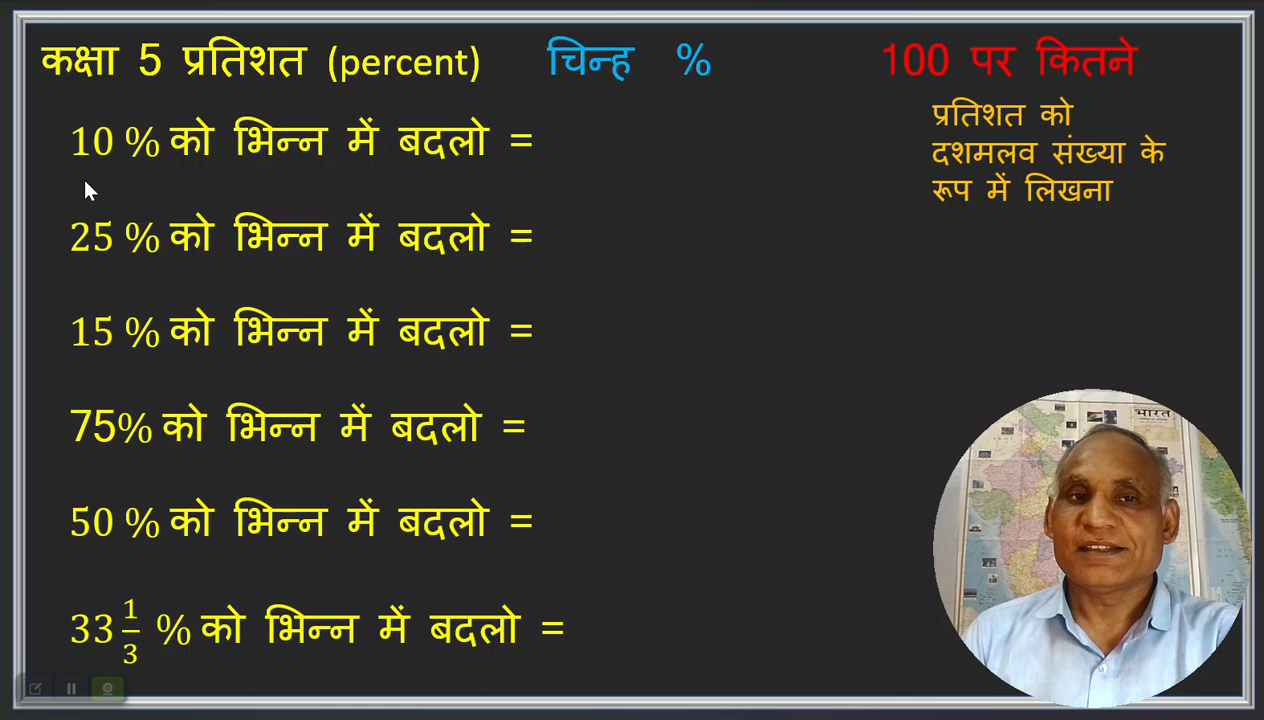 कक्षा 5 प्रतिशत (percent) चिन्ह % 100 पर कितने
प्रतिशत को
दशमलव संख्या के
रूप में लिखना
10 % को भिन्न में बदलो =
25 % को भिन्न में बदलो =
15 % को भिन्न में बदलो =
75% को भिन्न में बदलो =
50 % को भिन्न में बदलो =
33 1/3 % को भिन्न में बदलो =
भारत